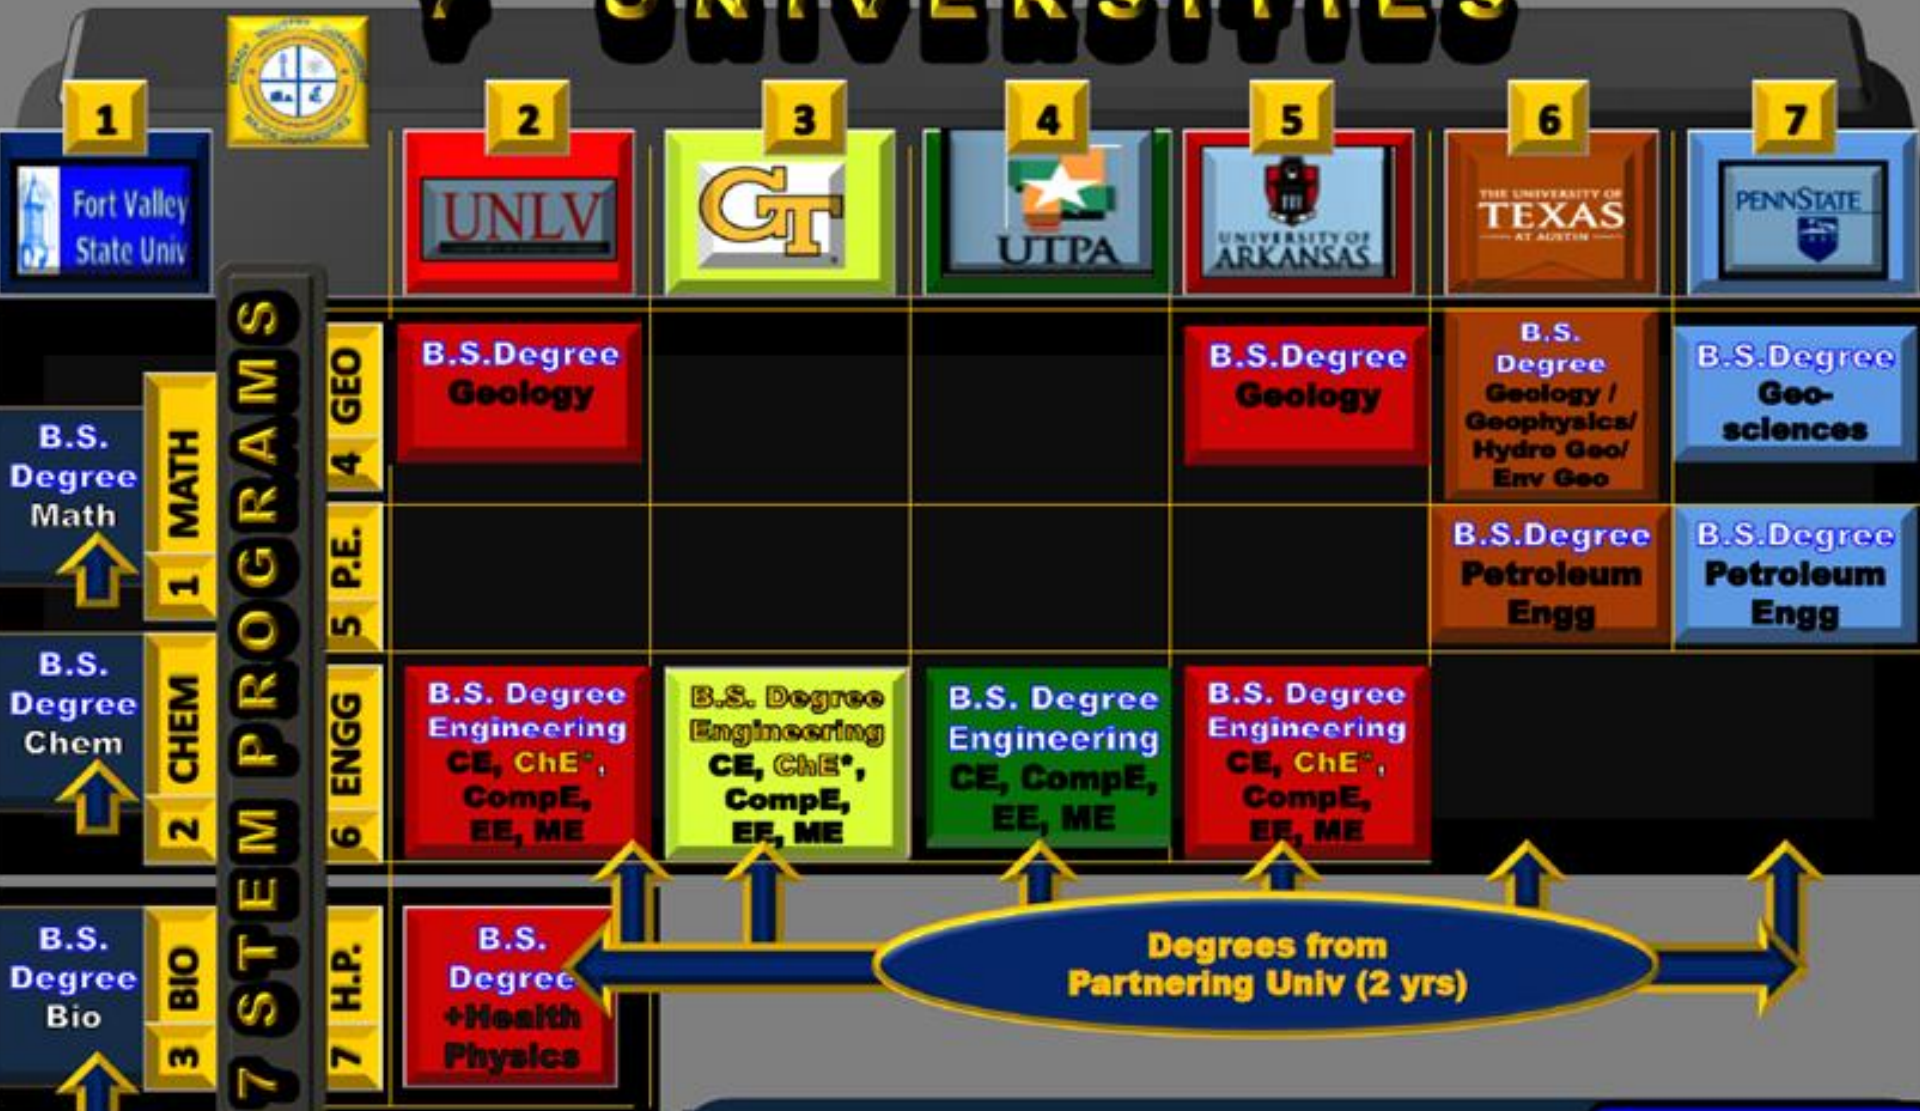 7 UNIVERSITIES
1
2
3
4
5
6
7
Fort Valley
State Univ
UNLV
GT
UTPA
UNIVERSITY OF
ARKANSAS
THE UNIVERSITY OF
TEXAS
AT AUSTIN
PENNSTATE
7 STEM PROGRAMS
B.S.
Degree
Math
1 MATH
B.S.
Degree
Chem
2 CHEM
B.S.
Degree
Bio
3 BIO
4 GEO
B.S.Degree
Geology
B.S.Degree
Geology
B.S.
Degree
Geology /
Geophysics/
Hydro Geo/
Env Geo
B.S.Degree
Geo-
sciences
5 P.E.
B.S.Degree
Petroleum
Engg
B.S.Degree
Petroleum
Engg
6 ENGG
B.S. Degree
Engineering
CE, ChE*,
CompE,
EE, ME
B.S. Degree
Engineering
CE, ChE*,
CompE,
EE, ME
B.S. Degree
Engineering
CE, CompE,
EE, ME
B.S. Degree
Engineering
CE, ChE*,
CompE,
EE, ME
7 H.P.
B.S.
Degree
+Health
Physics
Degrees from
Partnering Univ (2 yrs)